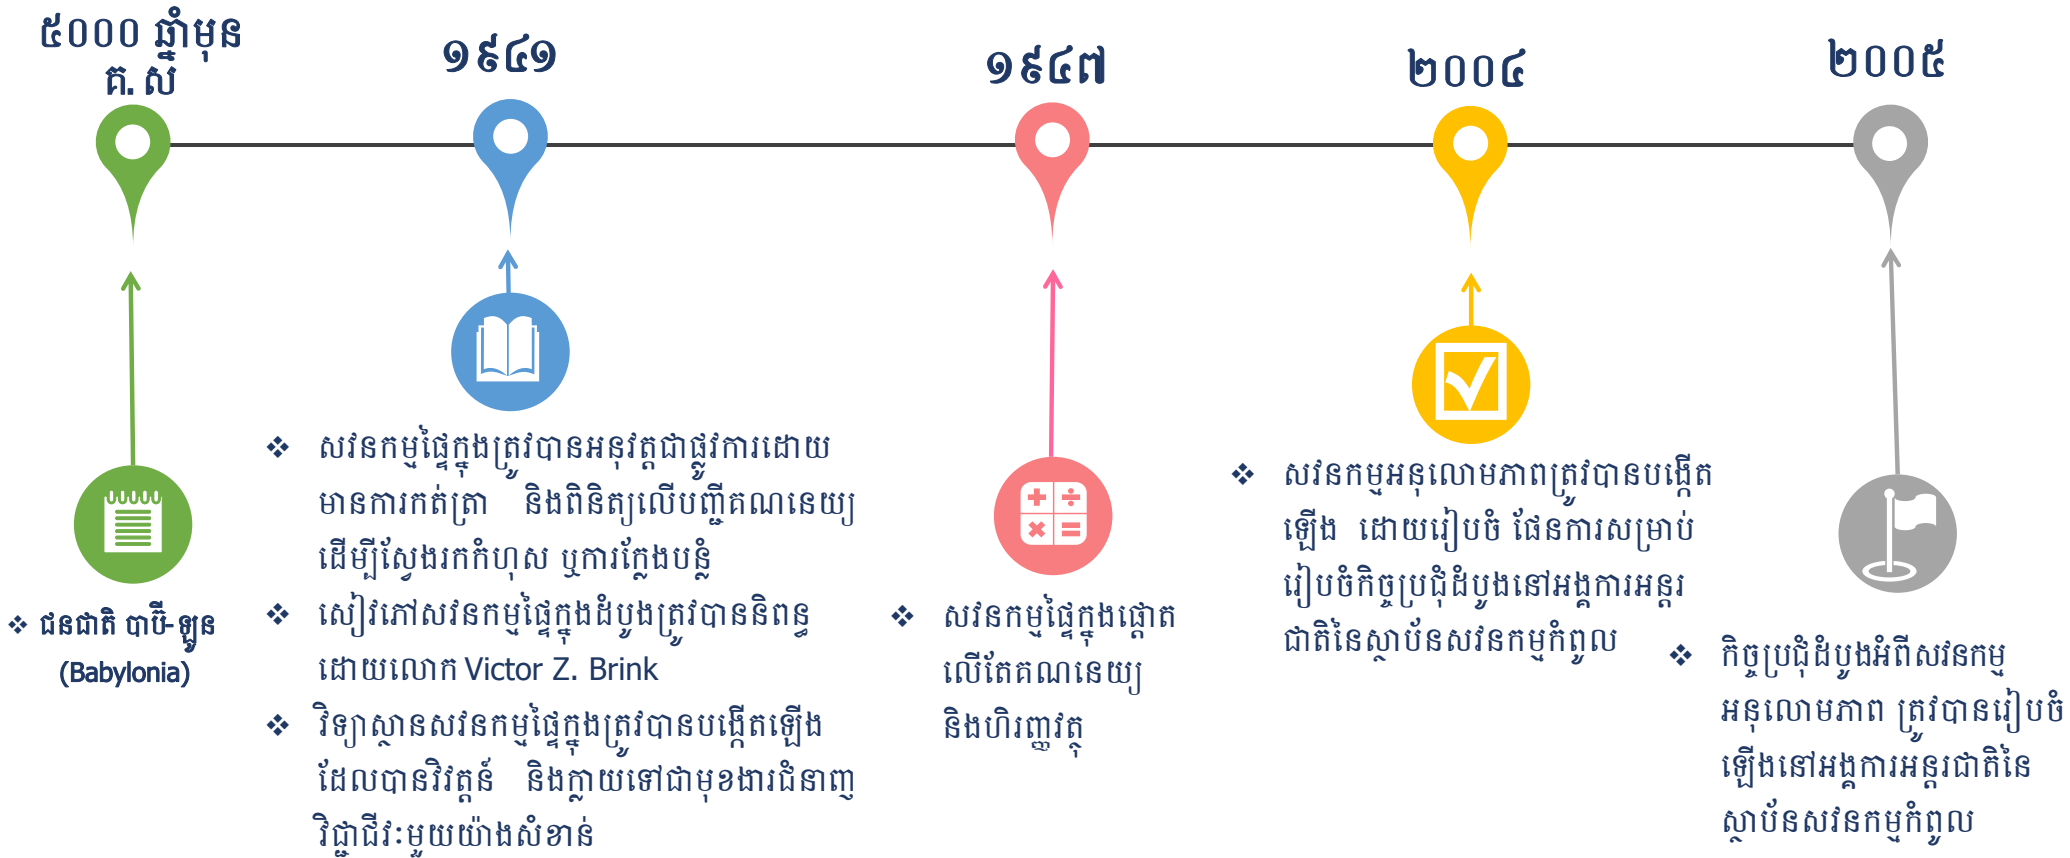 ៥០០០ ឆ្នាំមុន
គ. ស
❖ ជនជាតិ បាប៊ី-ឡូន
(Babylonia)
១៩៤១
❖ សវនកម្មផ្ទៃក្នុងត្រូវបានអនុវត្តជាផ្លូវការដោយ
មានការកត់ត្រា និងពិនិត្យលើបញ្ជីគណនេយ្យ
ដើម្បីស្វែងរកកំហុស ឬការក្លែងបន្លំ
❖ សៀវភៅសវនកម្មផ្ទៃក្នុងដំបូងត្រូវបាននិពន្ធ
ដោយលោក Victor Z. Brink
❖ វិទ្យាស្ថានសវនកម្មផ្ទៃក្នុងត្រូវបានបង្កើតឡើង
ដែលបានវិវត្តន៍ និងក្លាយទៅជាមុខងារជំនាញ
វិជ្ជាជីវៈមួយយ៉ាងសំខាន់
១៩៤៧
❖ សវនកម្មផ្ទៃក្នុងផ្តោត
លើតែគណនេយ្យ
និងហិរញ្ញវត្ថុ
២០០៤
❖ សវនកម្មអនុលោមភាពត្រូវបានបង្កើត
ឡើង ដោយរៀបចំ ផែនការសម្រាប់
រៀបចំកិច្ចប្រជុំដំបូងនៅអង្គការអន្តរ
ជាតិនៃស្ថាប័នសវនកម្មកំពូល
២០០៥
❖ កិច្ចប្រជុំដំបូងអំពីសវនកម្ម
អនុលោមភាព ត្រូវបានរៀបចំ
ឡើងនៅអង្គការអន្តរជាតិនៃ
ស្ថាប័នសវនកម្មកំពូល